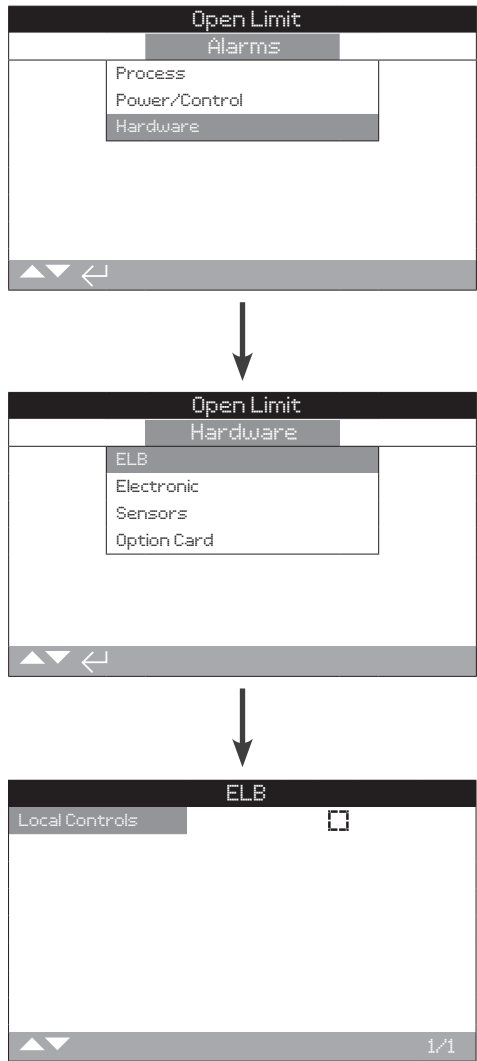 Open Limit
Alarms
Process
Power/Control
Hardware
Open Limit
Hardware
ELB
Electronic
Sensors
Option Card
ELB
Local Controls
1/1